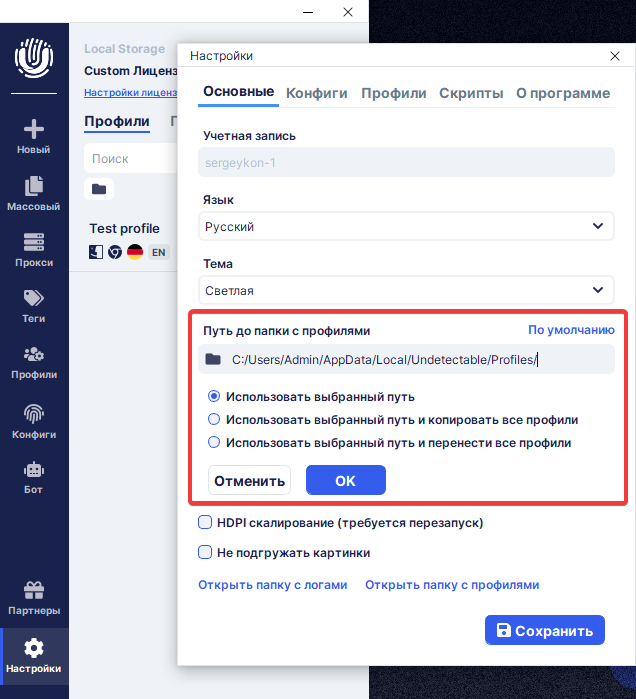 Local Storage
Custom Лиценз
Настройки лиценз
Профили
Поиск
Test profile
EN
Новый
Массовый
Прокси
Теги
Профили
Конфиги
Бот
Партнеры
Настройки
Настройки
Основные Конфиги Профили Скрипты О программе
Учетная запись
sergeykon-1
Язык
Русский
Тема
Светлая
Путь до папки с профилями По умолчанию
C:/Users/Admin/AppData/Local/Undetectable/Profiles/
Использовать выбранный путь
Использовать выбранный путь и копировать все профили
Использовать выбранный путь и перенести все профили
Отменить OK
HDPI скалирование (требуется перезапуск)
Не подгружать картинки
Открыть папку с логами Открыть папку с профилями
Сохранить